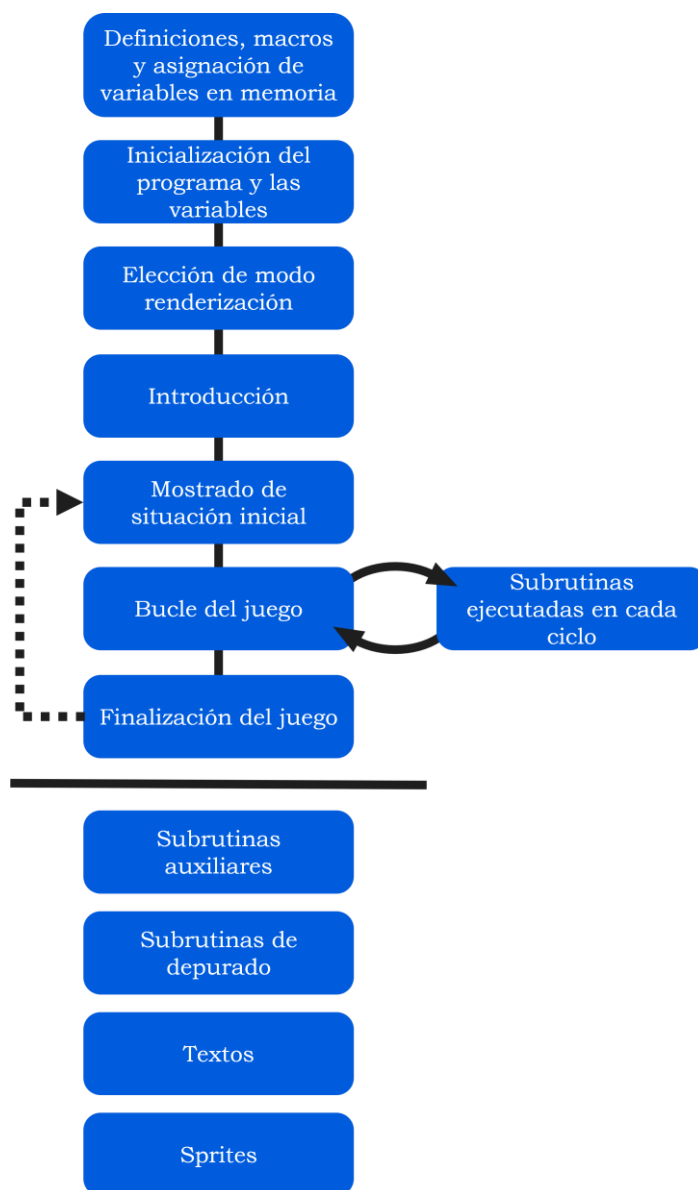 Definiciones, macros
y asignación de
variables en memoria
Inicialización del
programa y las
variables
Elección de modo
renderización
Introducción
Mostrado de
situación inicial
Bucle del juego
Subrutinas
ejecutadas en cada
ciclo
Finalización del juego
Subrutinas
auxiliares
Subrutinas de
depurado
Textos
Sprites